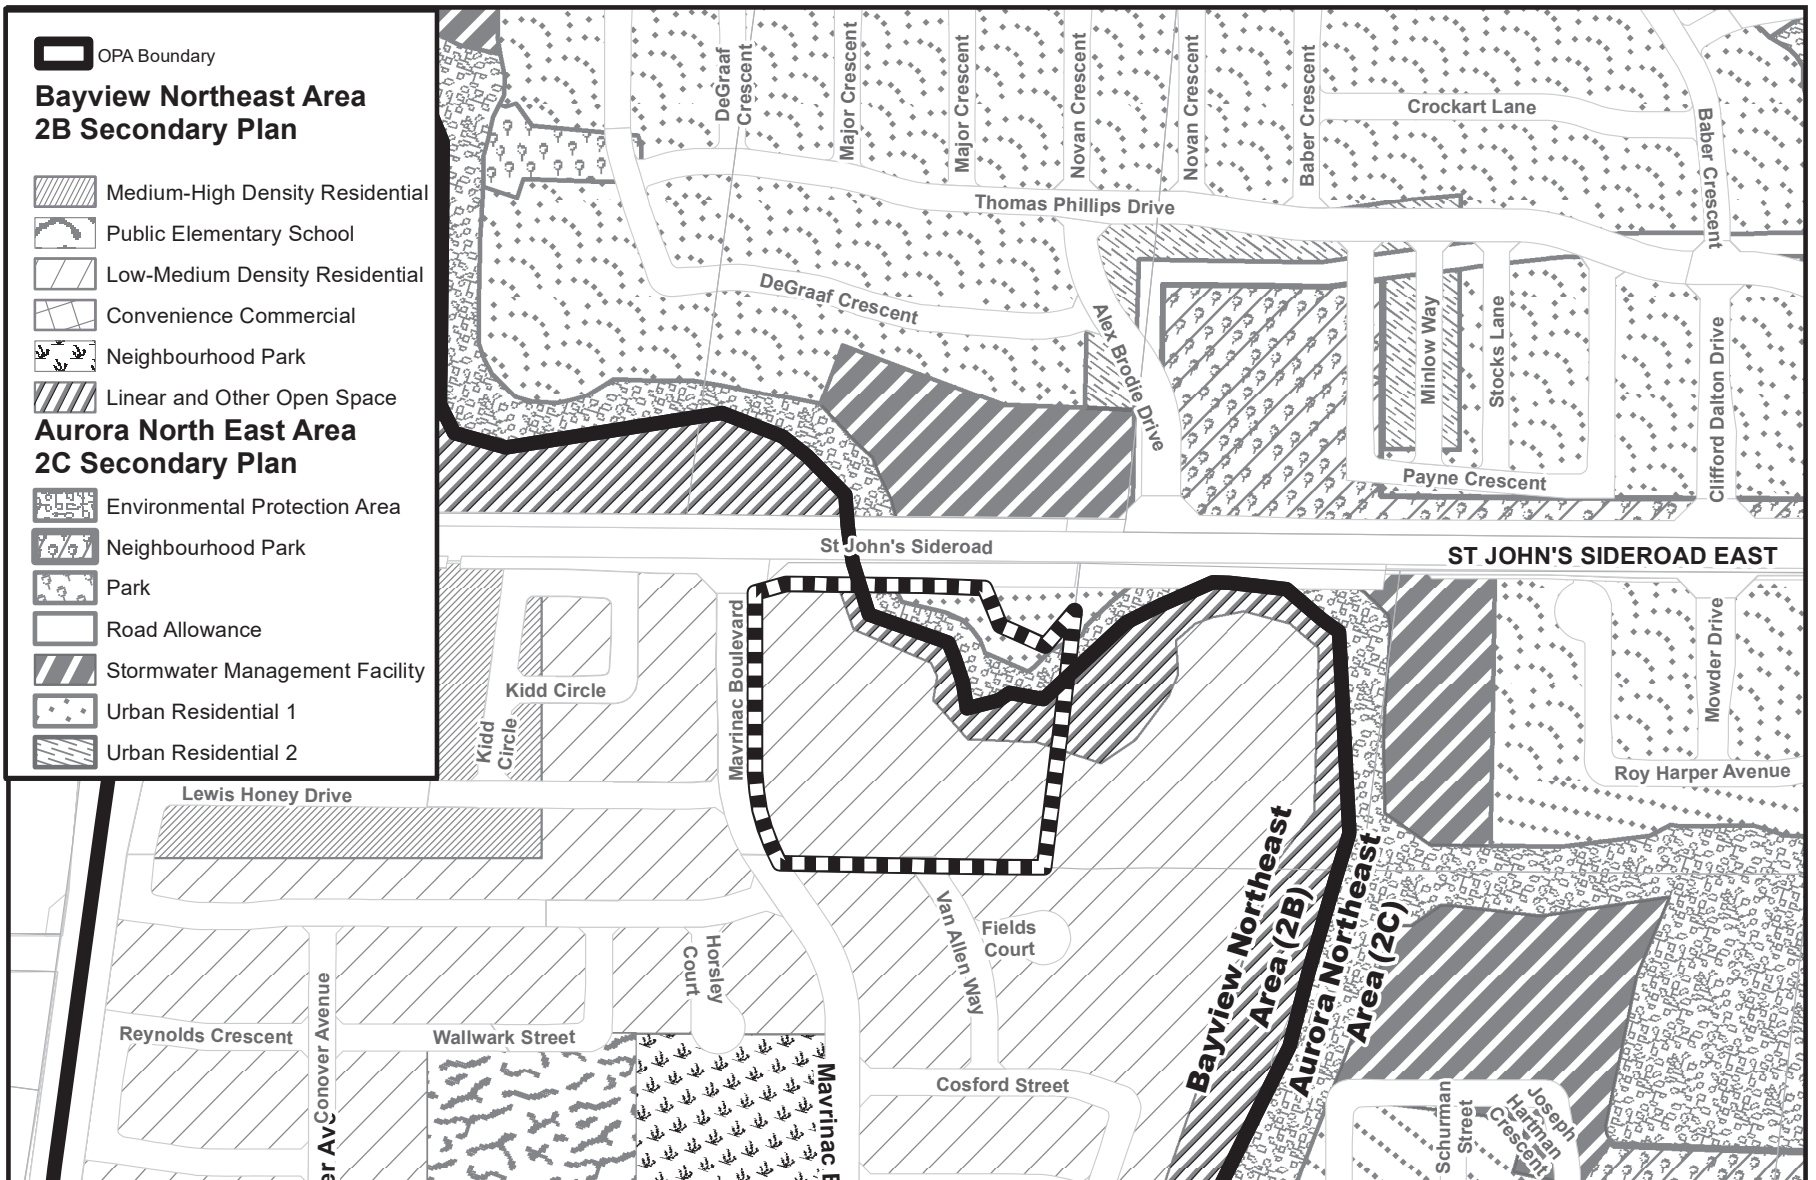 OPA Boundary
Bayview Northeast Area
2B Secondary Plan
Medium-High Density Residential
Public Elementary School
Low-Medium Density Residential
Convenience Commercial
Neighbourhood Park
Linear and Other Open Space
Aurora North East Area
2C Secondary Plan
Environmental Protection Area
Neighbourhood Park
Park
Road Allowance
Stormwater Management Facility
Urban Residential 1
Urban Residential 2
DeGraaf
Crescent
Major Crescent
Major Crescent
Novan Crescent
Novan Crescent
Baber Crescent
Crockart Lane
Baber Crescent
Thomas Phillips Drive
DeGraaf Crescent
Alex Brodie Drive
Minlow Way
Stocks Lane
Clifford Dalton Drive
Payne Crescent
St John's Sideroad
ST JOHN'S SIDEROAD EAST
Mavrinac Boulevard
Kidd Circle
Kidd
Circle
Mowder Drive
Roy Harper Avenue
Lewis Honey Drive
Bayview Northeast
Area (2B)
Aurora Northeast
Area (2C)
Van Allen Way
Fields
Court
Horsley
Court
Conover Avenue
Reynolds Crescent
Wallwark Street
Cosford Street
Mavrinac B
er Av
Schurman
Street
Joseph
Hartman
Crescent